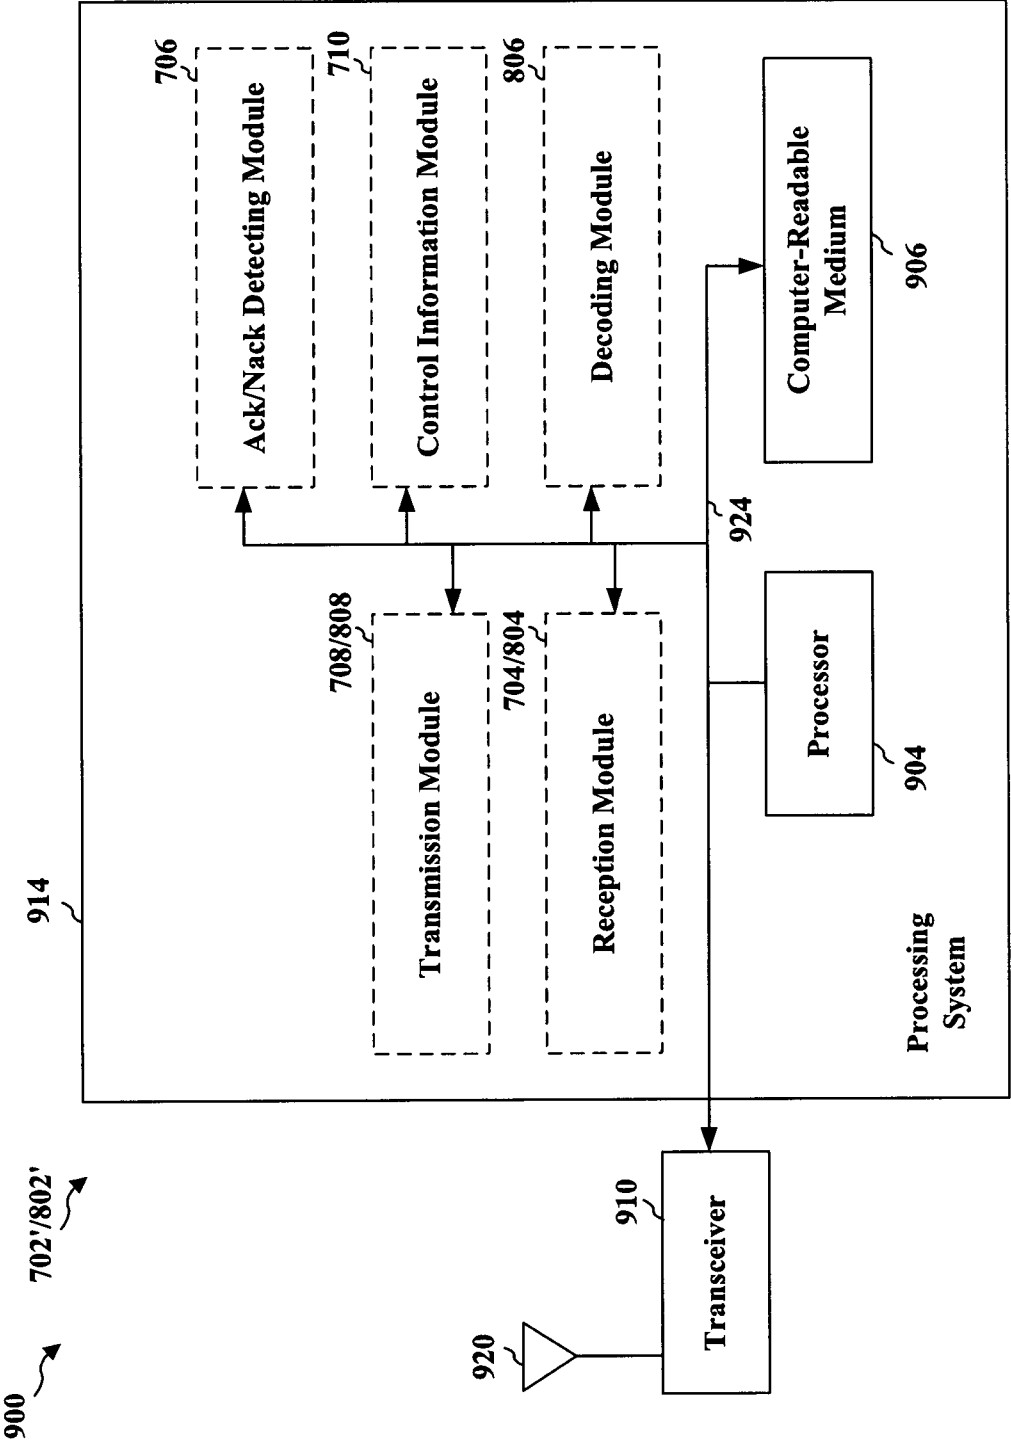 900
702'/802'
914
920
910
Transceiver
708/808
Transmission Module
704/804
Reception Module
706
Ack/Nack Detecting Module
710
Control Information Module
806
Decoding Module
924
Processor
904
Computer-Readable
Medium
906
Processing
System